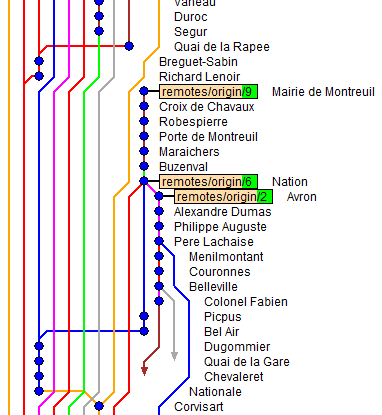 Vaneau
Duroc
Segur
Quai de la Rapee
Breguet-Sabin
Richard Lenoir
remotes/origin/9 Mairie de Montreuil
Croix de Chavaux
Robespierre
Porte de Montreuil
Maraichers
Buzenval
remotes/origin/6 Nation
remotes/origin/2 Avron
Alexandre Dumas
Philippe Auguste
Pere Lachaise
Menilmontant
Couronnes
Belleville
Colonel Fabien
Picpus
Bel Air
Dugommier
Quai de la Gare
Chevaleret
Nationale
Corvisart